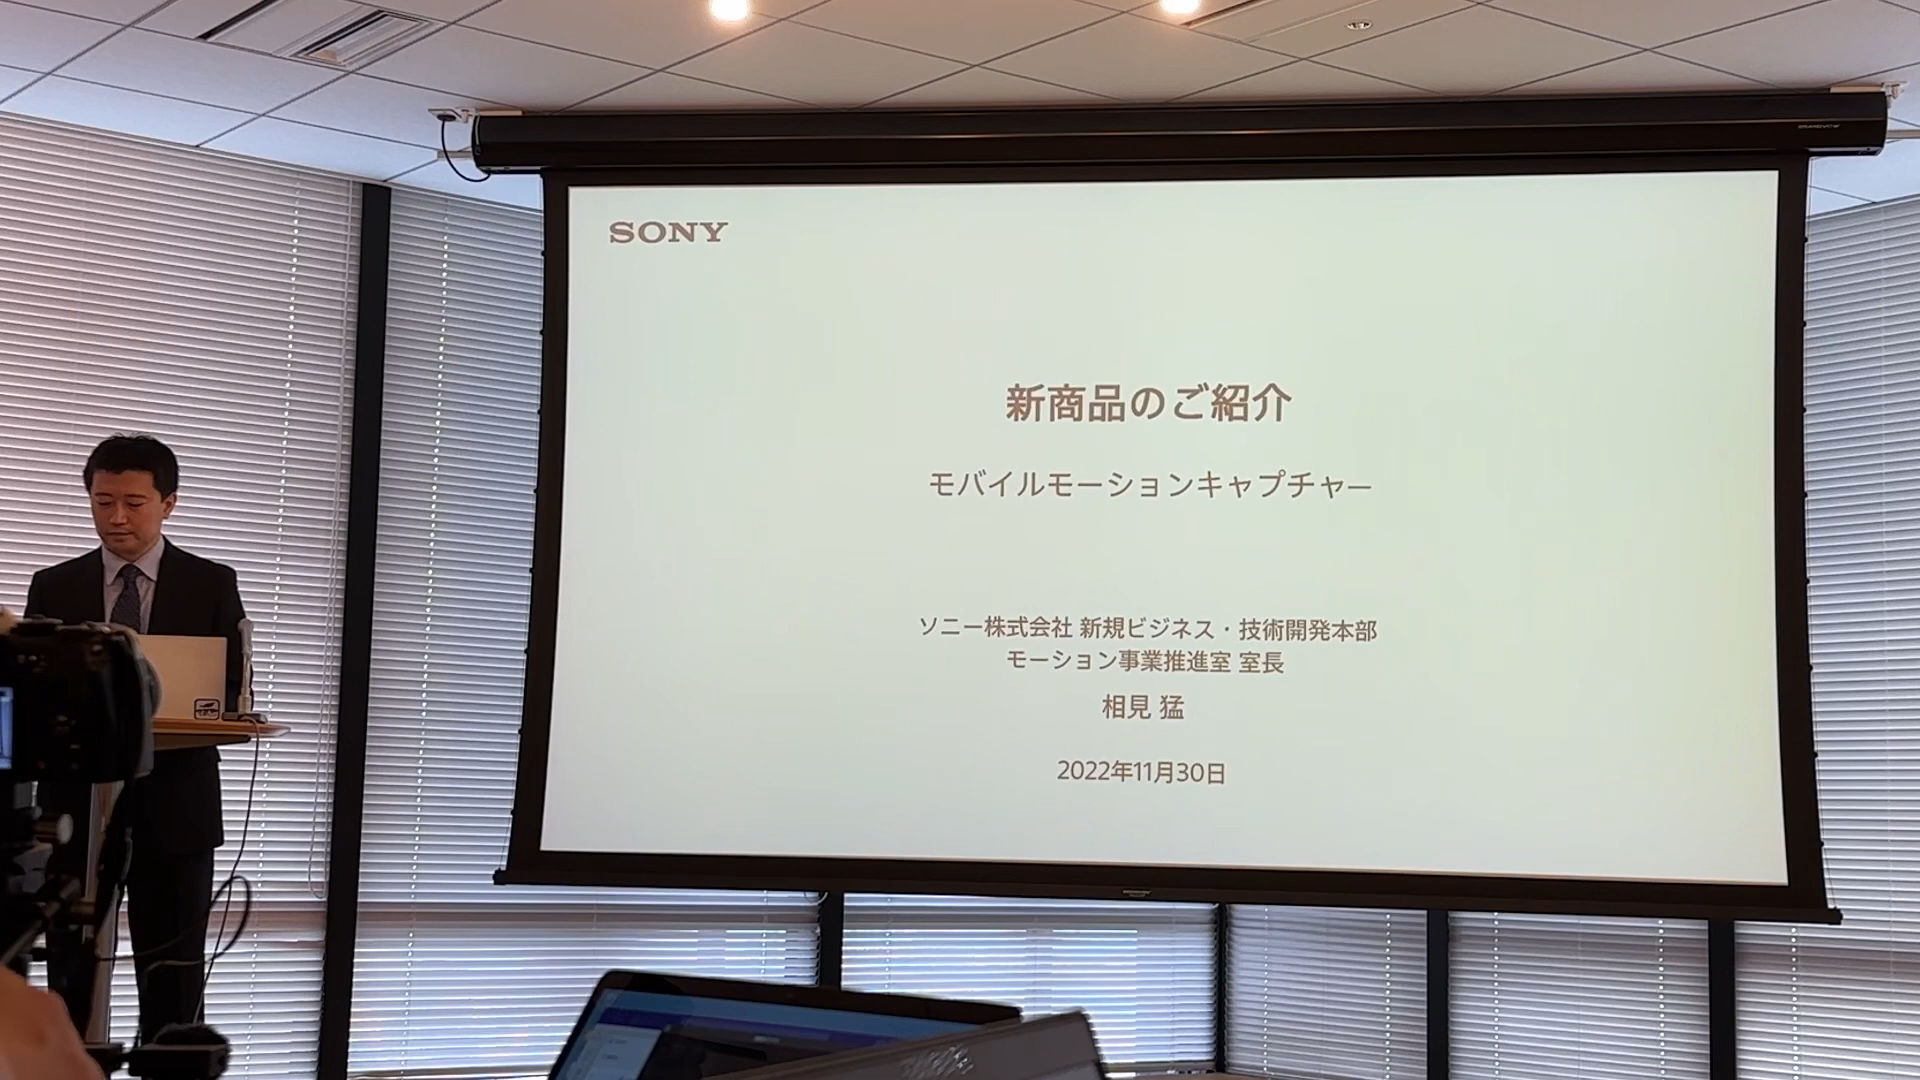 SONY
新商品のご紹介
モバイルモーションキャプチャー
ソニー株式会社 新規ビジネス・技術開発本部
モーション事業推進室 室長
相見 猛
2022年11月30日